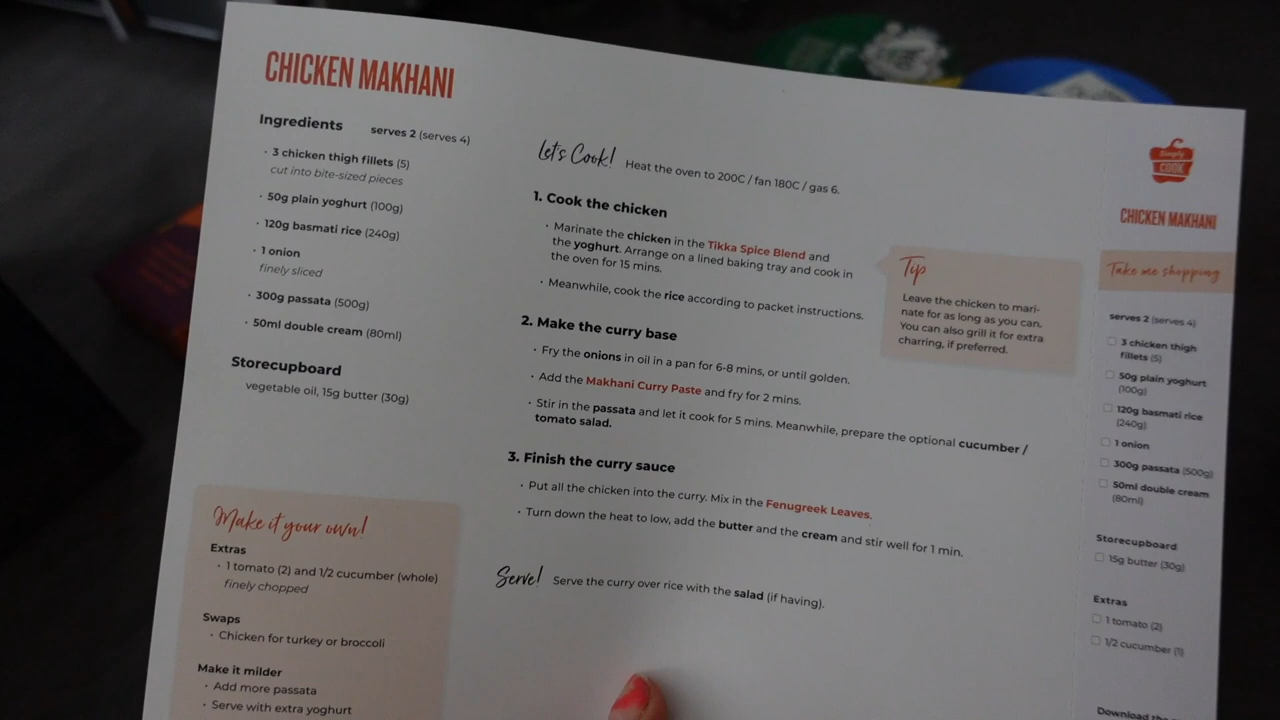 CHICKEN MAKHANI
Ingredients serves 2 (serves 4)
· 3 chicken thigh fillets (5)
cut into bite-sized pieces
· 50g plain yoghurt (100g)
· 120g basmati rice (240g)
· 1 onion
finely sliced
· 300g passata (500g)
· 50ml double cream (80ml)
Storecupboard
vegetable oil, 15g butter (30g)
Make it your own!
Extras
· 1 tomato (2) and 1/2 cucumber (whole)
finely chopped
Swaps
· Chicken for turkey or broccoli
Make it milder
· Add more passata
· Serve with extra yoghurt
Let's Cook! Heat the oven to 200C / fan 180C / gas 6.
1. Cook the chicken
· Marinate the chicken in the Tikka Spice Blend and
the yoghurt. Arrange on a lined baking tray and cook in
the oven for 15 mins.
· Meanwhile, cook the rice according to packet instructions.
2. Make the curry base
· Fry the onions in oil in a pan for 6-8 mins, or until golden.
· Add the Makhani Curry Paste and fry for 2 mins.
· Stir in the passata and let it cook for 5 mins. Meanwhile, prepare the optional cucumber /
tomato salad.
3. Finish the curry sauce
· Put all the chicken into the curry. Mix in the Fenugreek Leaves.
· Turn down the heat to low, add the butter and the cream and stir well for 1 min.
Serve! Serve the curry over rice with the salad (if having).
Tip
Leave the chicken to mari-
nate for as long as you can.
You can also grill it for extra
charring, if preferred.
Simply
COOK
CHICKEN MAKHANI
Take me shopping
serves 2 (serves 4)
3 chicken thigh
fillets (5)
50g plain yoghurt
(100g)
120g basmati rice
(240g)
1 onion
300g passata (500g)
50ml double cream
(80ml)
Storecupboard
15g butter (30g)
Extras
1 tomato (2)
1/2 cucumber (1)
Download the